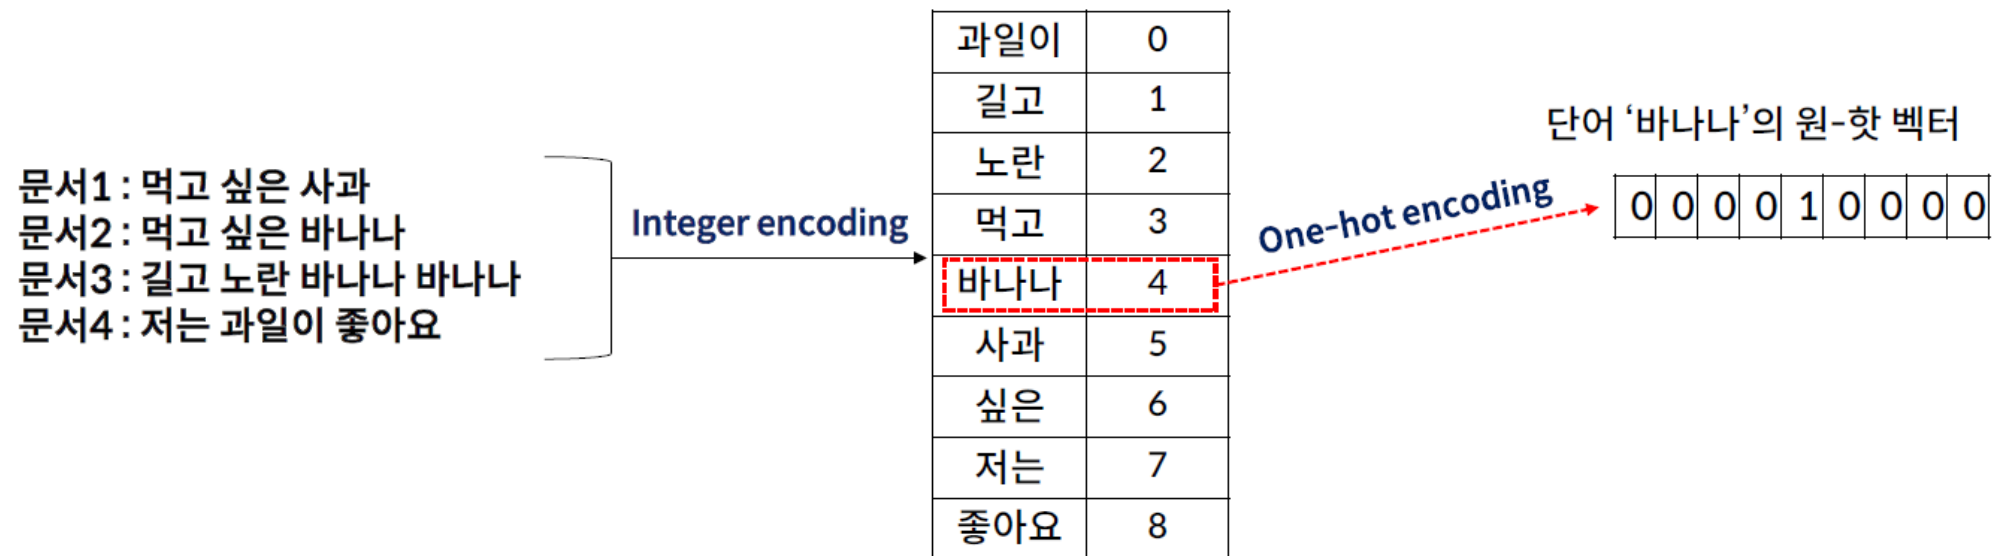 문서1 : 먹고 싶은 사과
문서2 : 먹고 싶은 바나나
문서3 : 길고 노란 바나나 바나나
문서4 : 저는 과일이 좋아요
Integer encoding
과일이 0
길고 1
노란 2
먹고 3
바나나 4
사과 5
싶은 6
저는 7
좋아요 8
One-hot encoding
단어 ‘바나나’의 원-핫 벡터
0 0 0 0 1 0 0 0 0